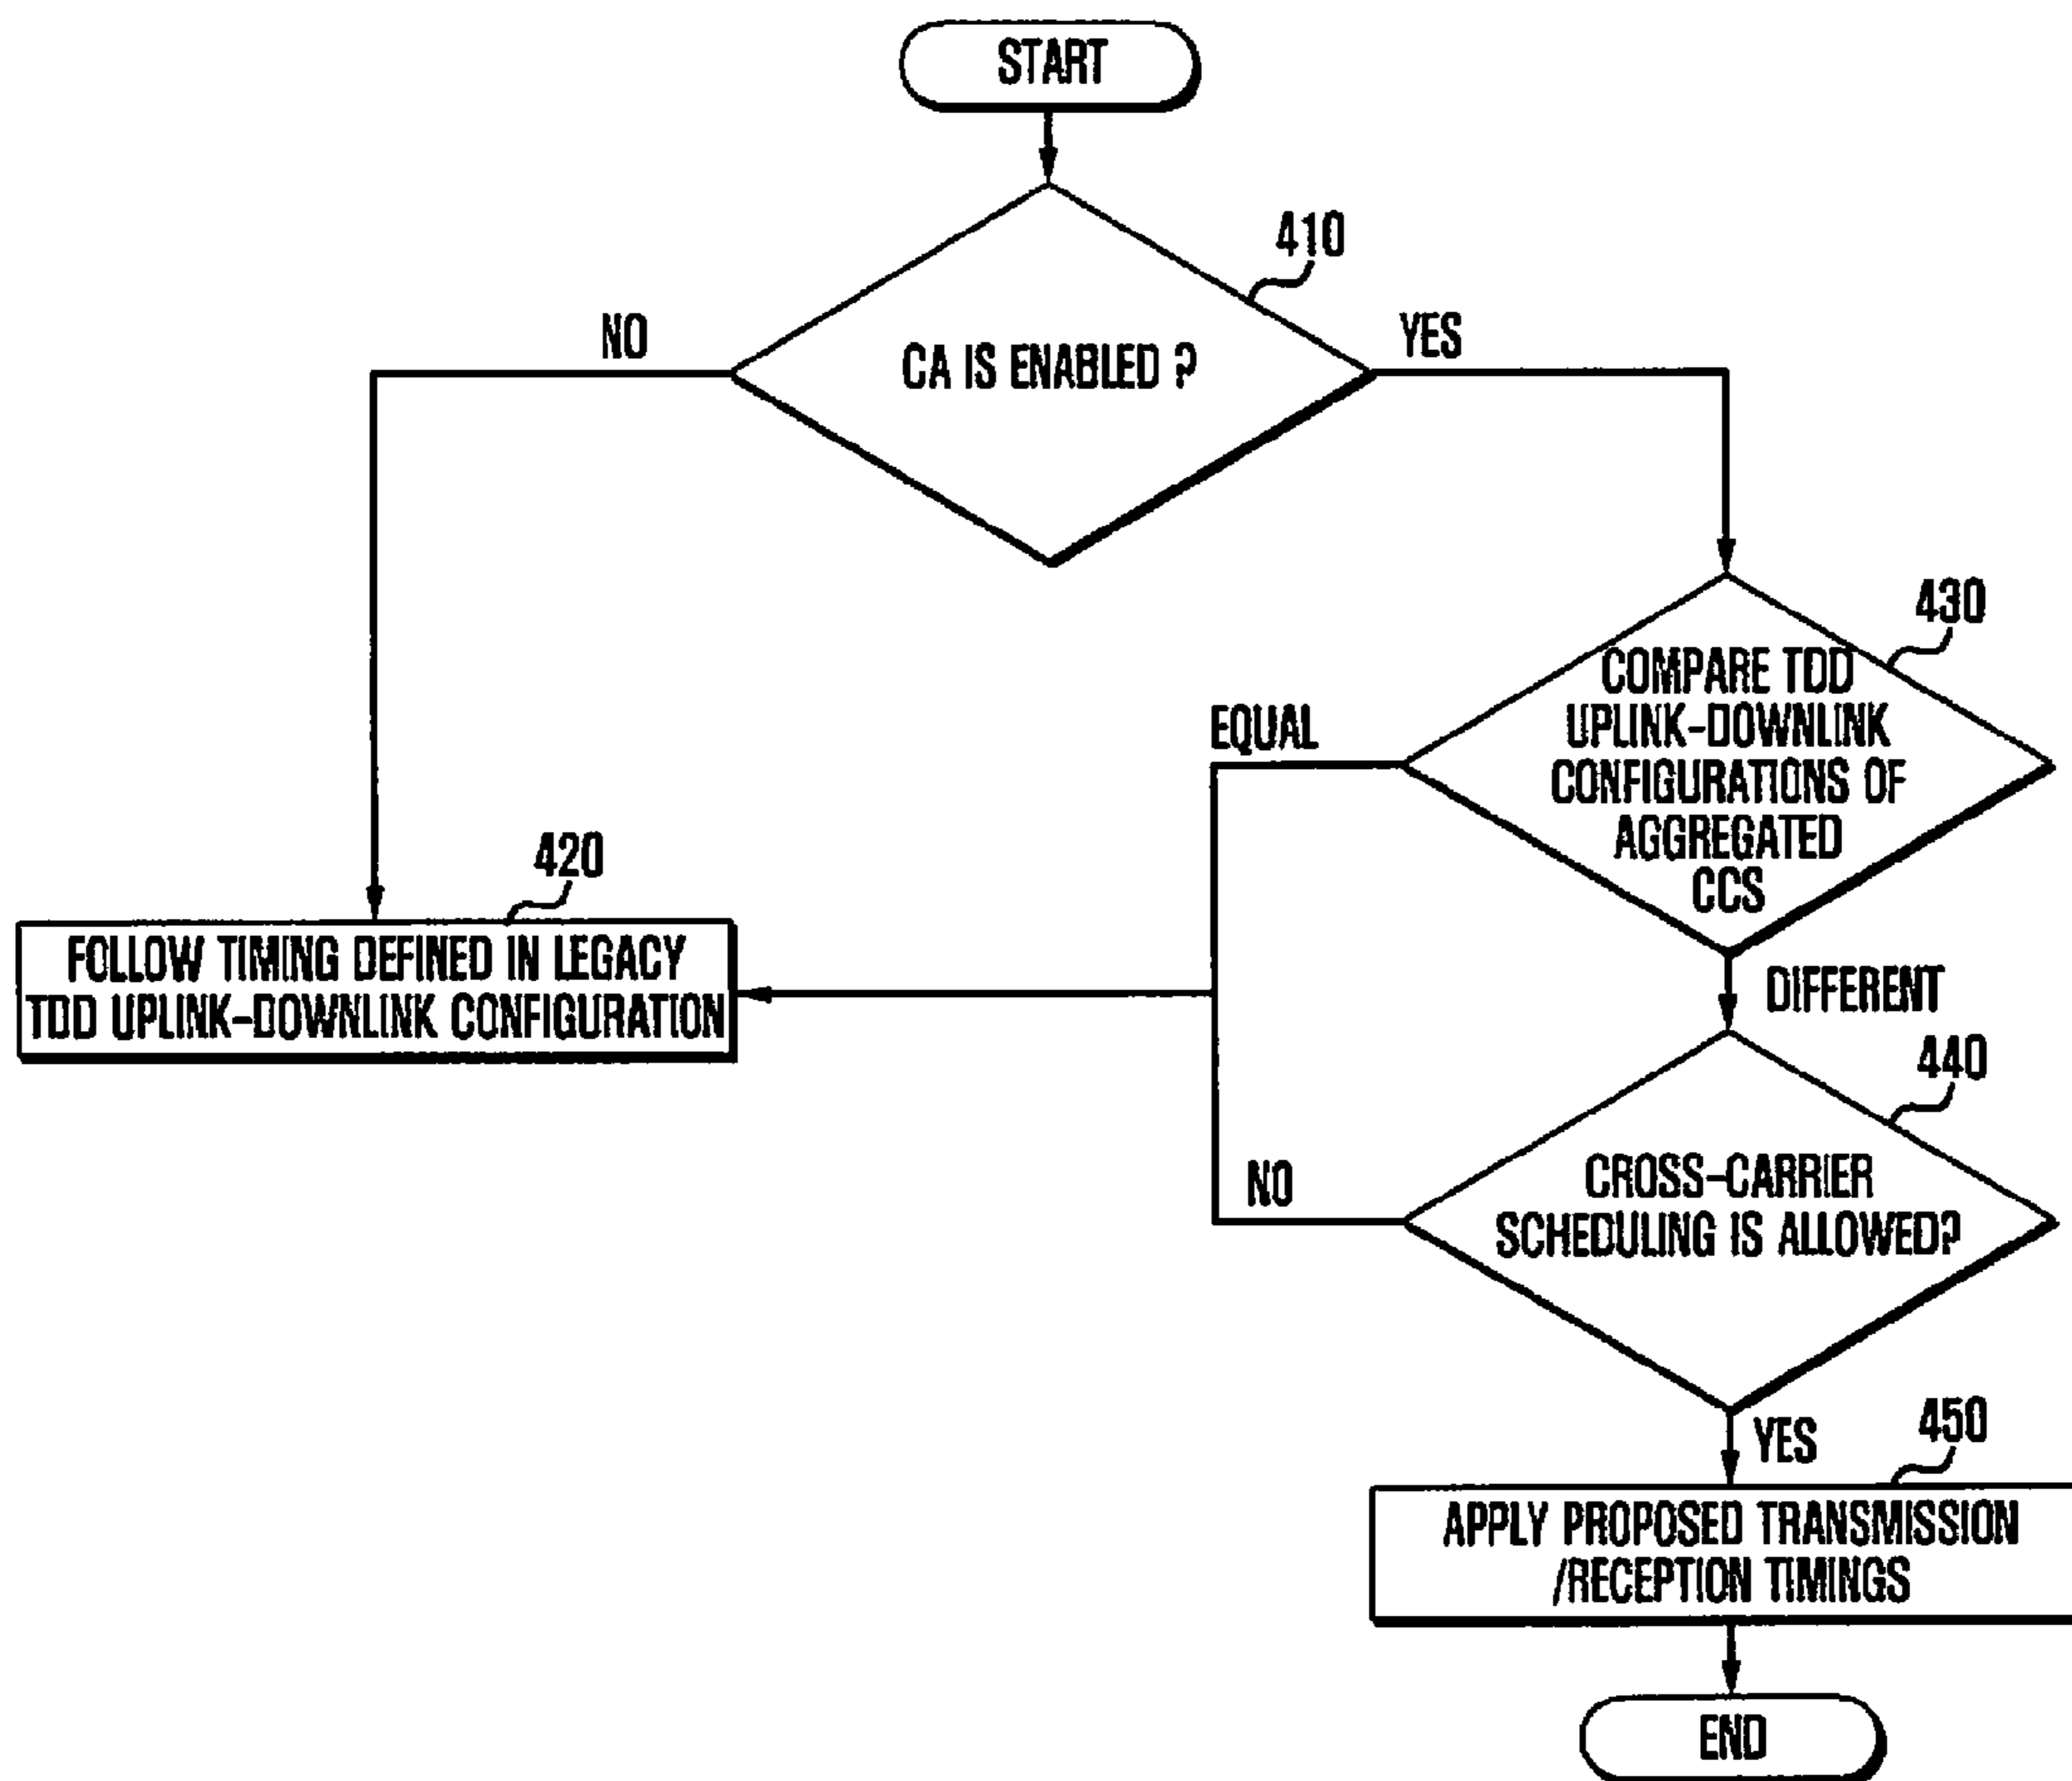 START
410
NO
YES
CA IS ENABLED ?
430
COMPARE TDD
UPLINK-DOWNLINK
CONFIGURATIONS OF
AGGREGATED
CCS
EQUAL
420
FOLLOW TIMING DEFINED IN LEGACY
TDD UPLINK-DOWNLINK CONFIGURATION
DIFFERENT
440
CROSS-CARRIER
SCHEDULING IS ALLOWED?
NO
450
YES
APPLY PROPOSED TRANSMISSION
/RECEPTION TIMINGS
END